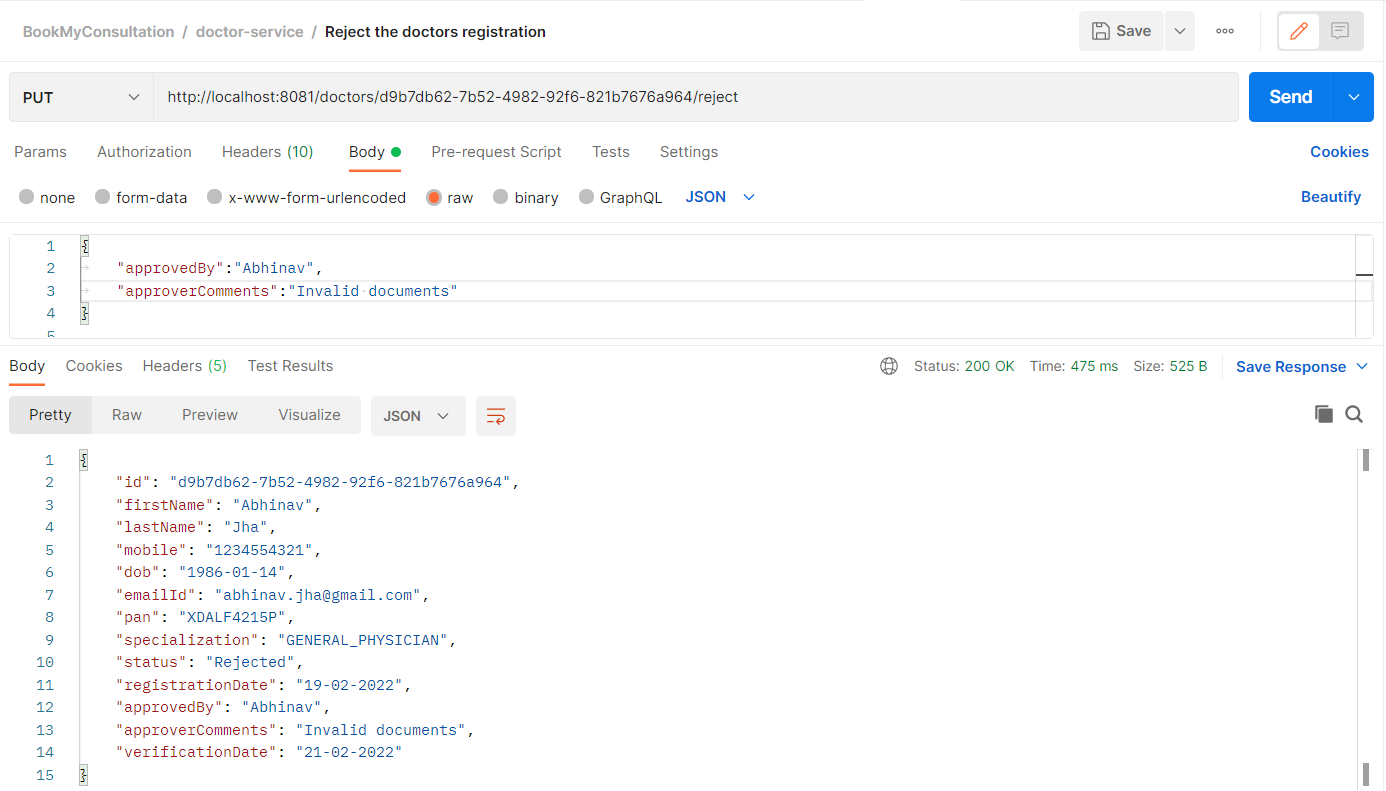 BookMyConsultation / doctor-service / Reject the doctors registration
Save
PUT http://localhost:8081/doctors/d9b7db62-7b52-4982-92f6-821b7676a964/reject Send
Params Authorization Headers (10) Body Pre-request Script Tests Settings Cookies
none form-data x-www-form-urlencoded raw binary GraphQL JSON Beautify
1 {
2 "approvedBy":"Abhinav",
3 "approverComments":"Invalid documents"
4 }
5
Body Cookies Headers (5) Test Results Status: 200 OK Time: 475 ms Size: 525 B Save Response
Pretty Raw Preview Visualize JSON
1 {
2 "id": "d9b7db62-7b52-4982-92f6-821b7676a964",
3 "firstName": "Abhinav",
4 "lastName": "Jha",
5 "mobile": "1234554321",
6 "dob": "1986-01-14",
7 "emailId": "abhinav.jha@gmail.com",
8 "pan": "XDALF4215P",
9 "specialization": "GENERAL_PHYSICIAN",
10 "status": "Rejected",
11 "registrationDate": "19-02-2022",
12 "approvedBy": "Abhinav",
13 "approverComments": "Invalid documents",
14 "verificationDate": "21-02-2022"
15 }